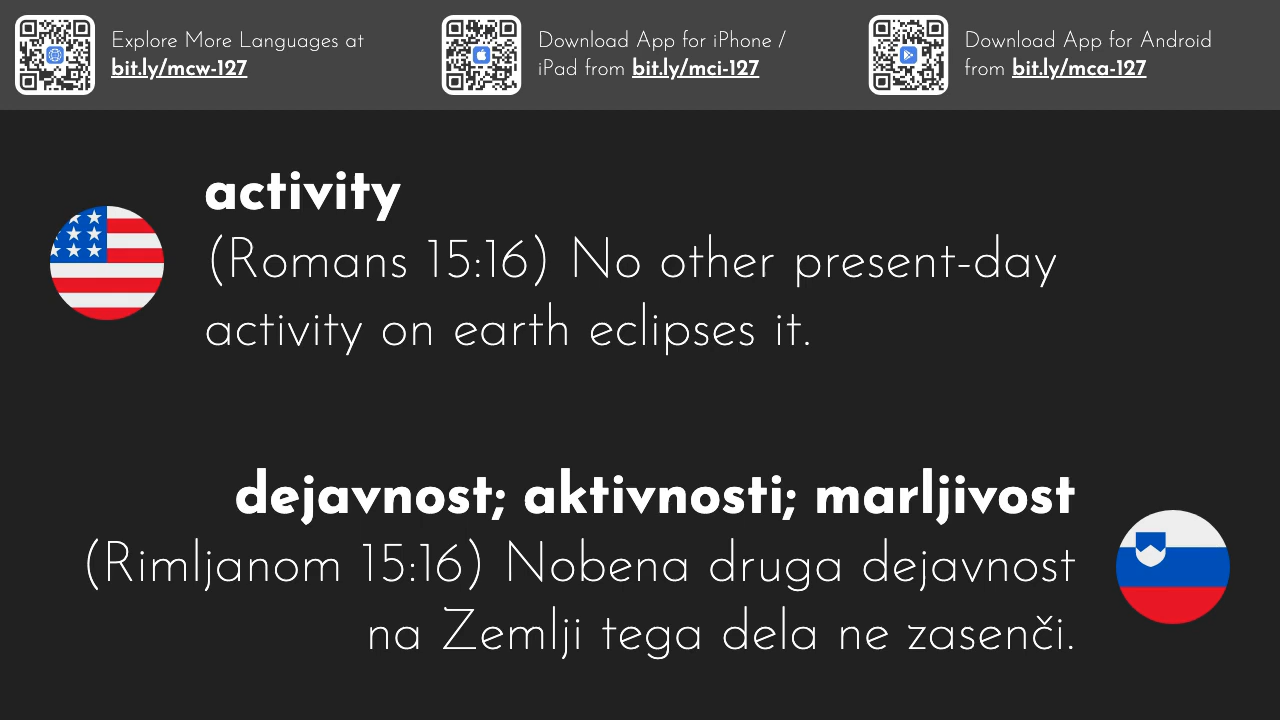 Explore More Languages at
bit.ly/mcw-127
Download App for iPhone /
iPad from bit.ly/mci-127
Download App for Android
from bit.ly/mca-127
activity
(Romans 15:16) No other present-day
activity on earth eclipses it.
dejavnost; aktivnosti; marljivost
(Rimljanom 15:16) Nobena druga dejavnost
na Zemlji tega dela ne zasenči.